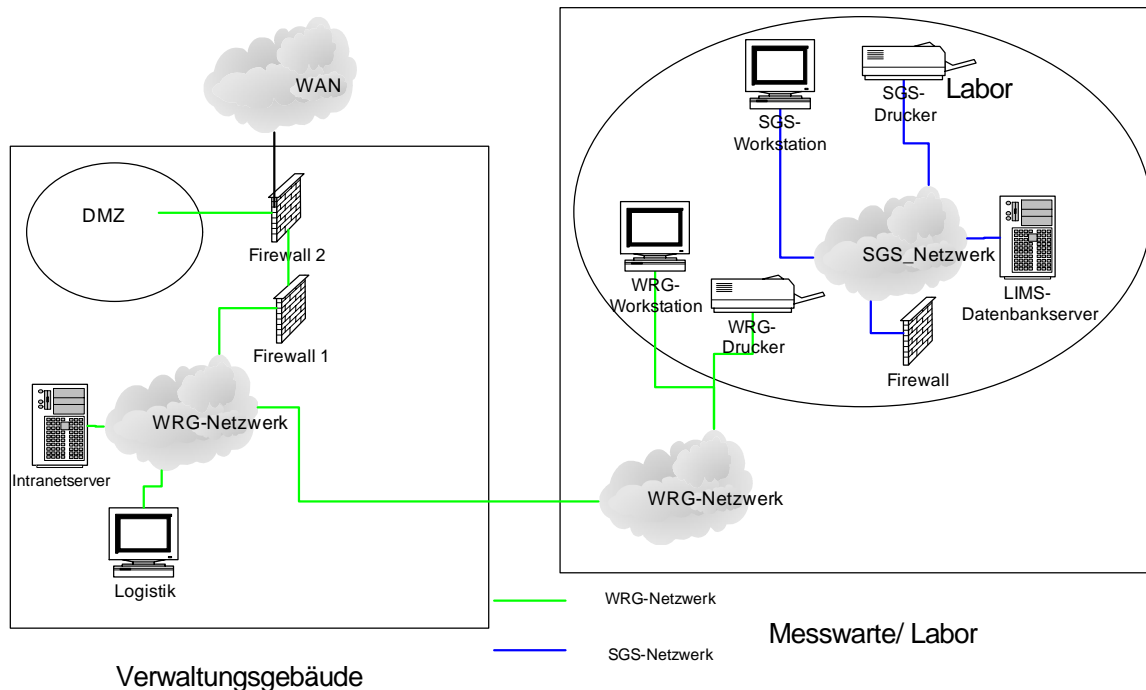 WAN
DMZ
Firewall 2
Firewall 1
WRG-Netzwerk
Intranetserver
Logistik
SGS-
Workstation
SGS-
Drucker
Labor
WRG-
Workstation
WRG-
Drucker
SGS_Netzwerk
LIMS-
Datenbankserver
Firewall
WRG-Netzwerk
WRG-Netzwerk
SGS-Netzwerk
Messwarte/ Labor
Verwaltungsgebäude